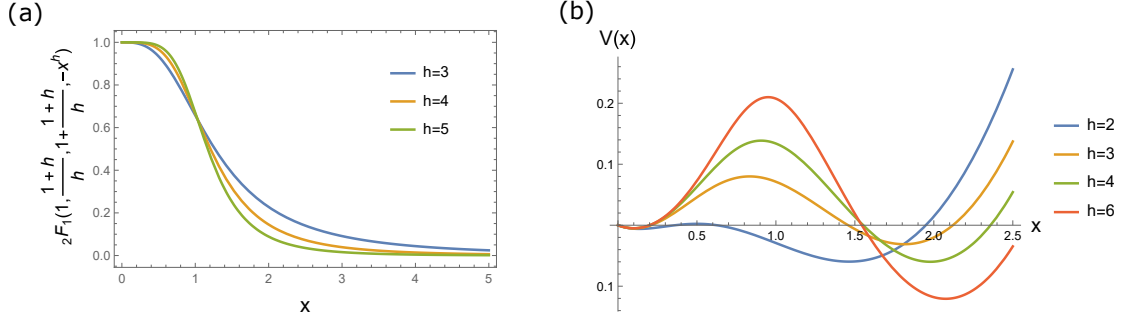 (a)
₂F₁(1, (1+h)/h, 1+(1+h)/h, -x^h)
1.0
0.8
0.6
0.4
0.2
0.0
h=3
h=4
h=5
0 1 2 3 4 5
x
(b)
V(x)
0.2
0.1
0.1
0.5 1.0 1.5 2.0 2.5
x
h=2
h=3
h=4
h=6